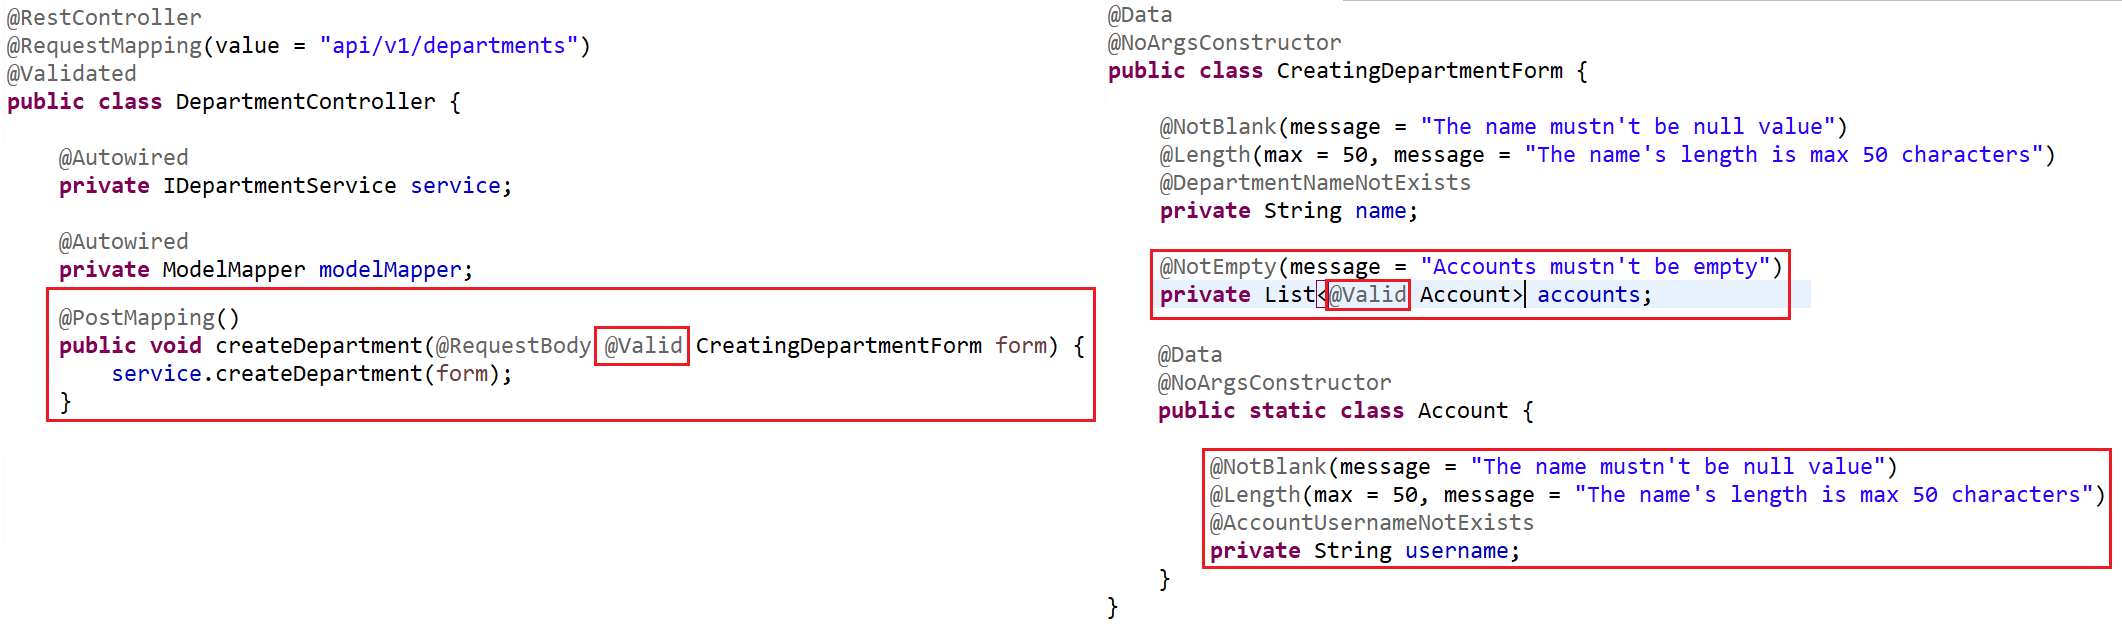 @RestController
@RequestMapping(value = "api/v1/departments")
@Validated
public class DepartmentController {
@Autowired
private IDepartmentService service;
@Autowired
private ModelMapper modelMapper;
@PostMapping()
public void createDepartment(@RequestBody @Valid CreatingDepartmentForm form) {
service.createDepartment(form);
}
@Data
@NoArgsConstructor
public class CreatingDepartmentForm {
@NotBlank(message = "The name mustn't be null value")
@Length(max = 50, message = "The name's length is max 50 characters")
@DepartmentNameNotExists
private String name;
@NotEmpty(message = "Accounts mustn't be empty")
private List<@Valid Account> accounts;
@Data
@NoArgsConstructor
public static class Account {
@NotBlank(message = "The name mustn't be null value")
@Length(max = 50, message = "The name's length is max 50 characters")
@AccountUsernameNotExists
private String username;
}
}